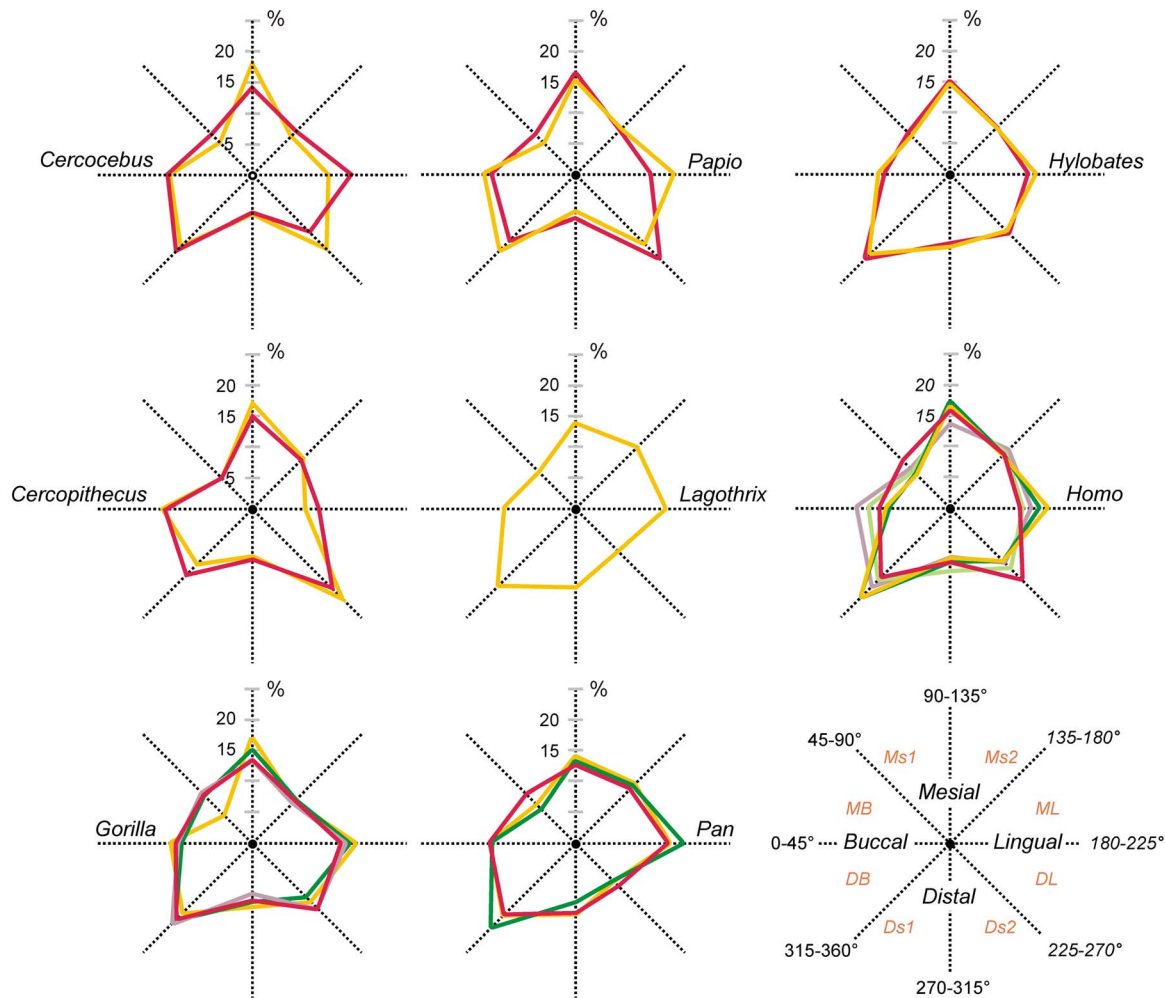 %
20
15
5
Cercocebus
%
20
15
Papio
%
20
15
Hylobates
%
20
15
5
Cercopithecus
%
20
15
Lagothrix
%
20
15
Homo
%
20
15
Gorilla
%
20
15
Pan
90-135°
45-90°
135-180°
Ms1
Ms2
Mesial
MB
ML
0-45°
Buccal
Lingual
180-225°
DB
DL
Distal
Ds1
Ds2
315-360°
225-270°
270-315°